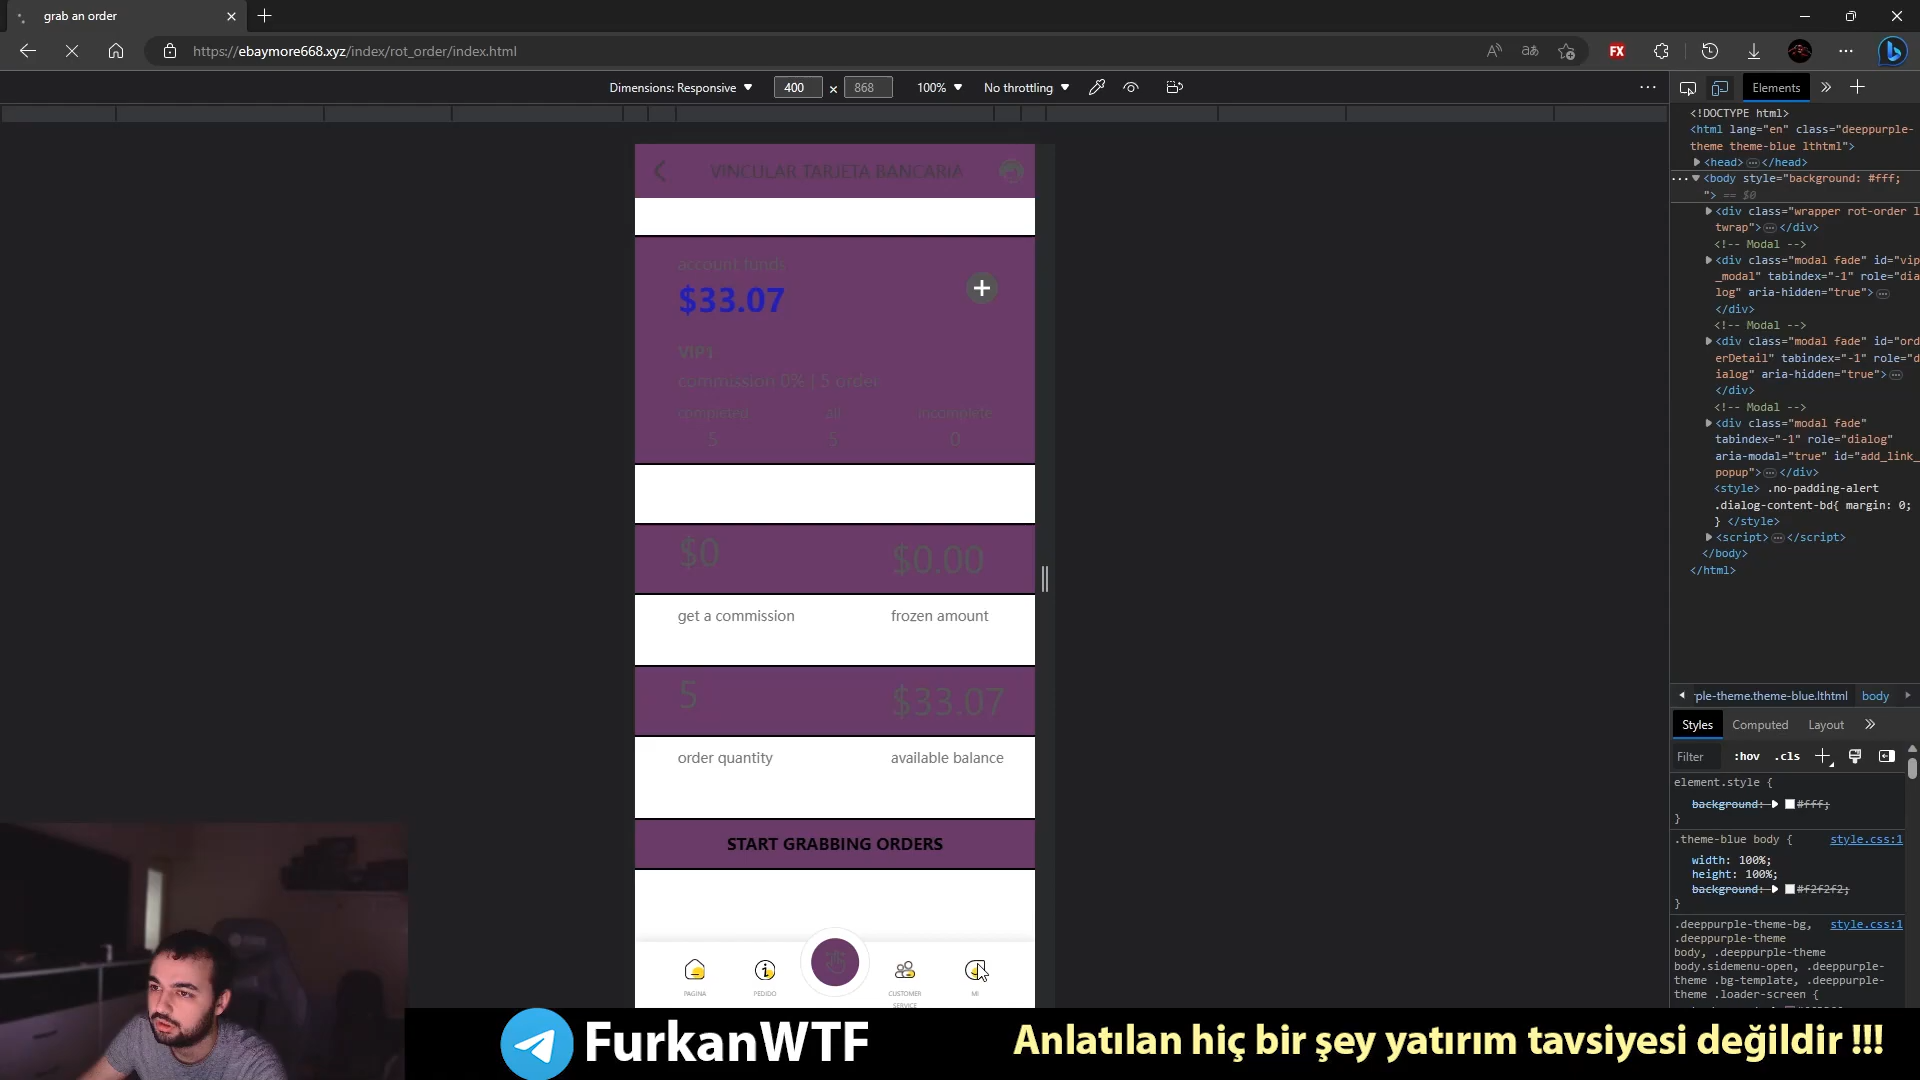 grab an order
https://ebaymore668.xyz/index/rot_order/index.html
FX
Dimensions: Responsive
400 × 868
100%
No throttling
Elements
<!DOCTYPE html>
<html lang="en" class="deeppurple-
theme theme-blue lthtml">
<head> … </head>
<body style="background: #fff;
"> == $0
<div class="wrapper rot-order l
twrap"> … </div>
<!-- Modal -->
<div class="modal fade" id="vip
_modal" tabindex="-1" role="dia
log" aria-hidden="true"> …
</div>
<!-- Modal -->
<div class="modal fade" id="ord
erDetail" tabindex="-1" role="d
ialog" aria-hidden="true"> …
</div>
<!-- Modal -->
<div class="modal fade"
tabindex="-1" role="dialog"
aria-modal="true" id="add_link_
popup"> … </div>
<style> .no-padding-alert
.dialog-content-bd{ margin: 0;
} </style>
<script> … </script>
</body>
</html>
VINCULAR TARJETA BANCARIA
account funds
$33.07
VIP1
commission 0% | 5 order
completed all incomplete
5 5 0
$0 $0.00
get a commission frozen amount
5 $33.07
order quantity available balance
START GRABBING ORDERS
PAGINA PEDIDO CUSTOMER SERVICE MI
ple-theme.theme-blue.lthtml body
Styles Computed Layout
Filter :hov .cls
element.style {
background: #fff;
}
.theme-blue body { style.css:1
width: 100%;
height: 100%;
background: #f2f2f2;
}
.deeppurple-theme-bg, style.css:1
.deeppurple-theme
body, .deeppurple-theme
body.sidemenu-open, .deeppurple-
theme .bg-template, .deeppurple-
theme .loader-screen {
FurkanWTF
Anlatılan hiç bir şey yatırım tavsiyesi değildir !!!